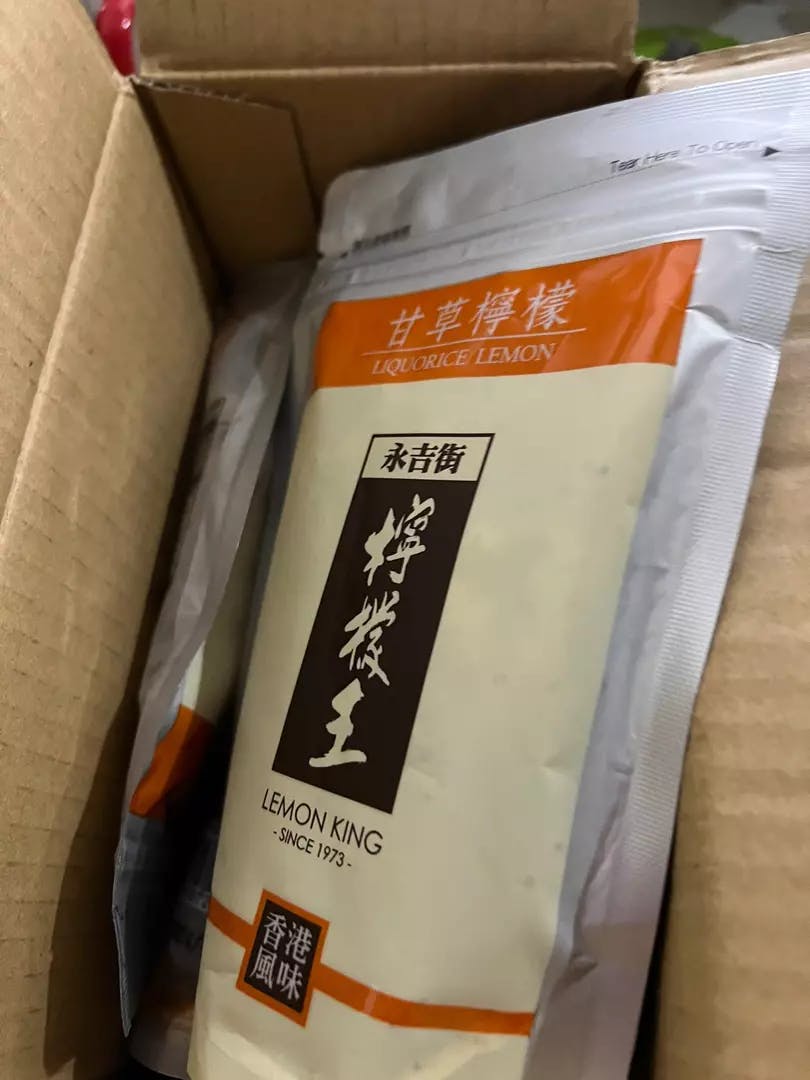 Tear Here To Open
甘草檸檬
LIQUORICE LEMON
永吉街
檸檬王
LEMON KING
- SINCE 1973 -
香港
風味